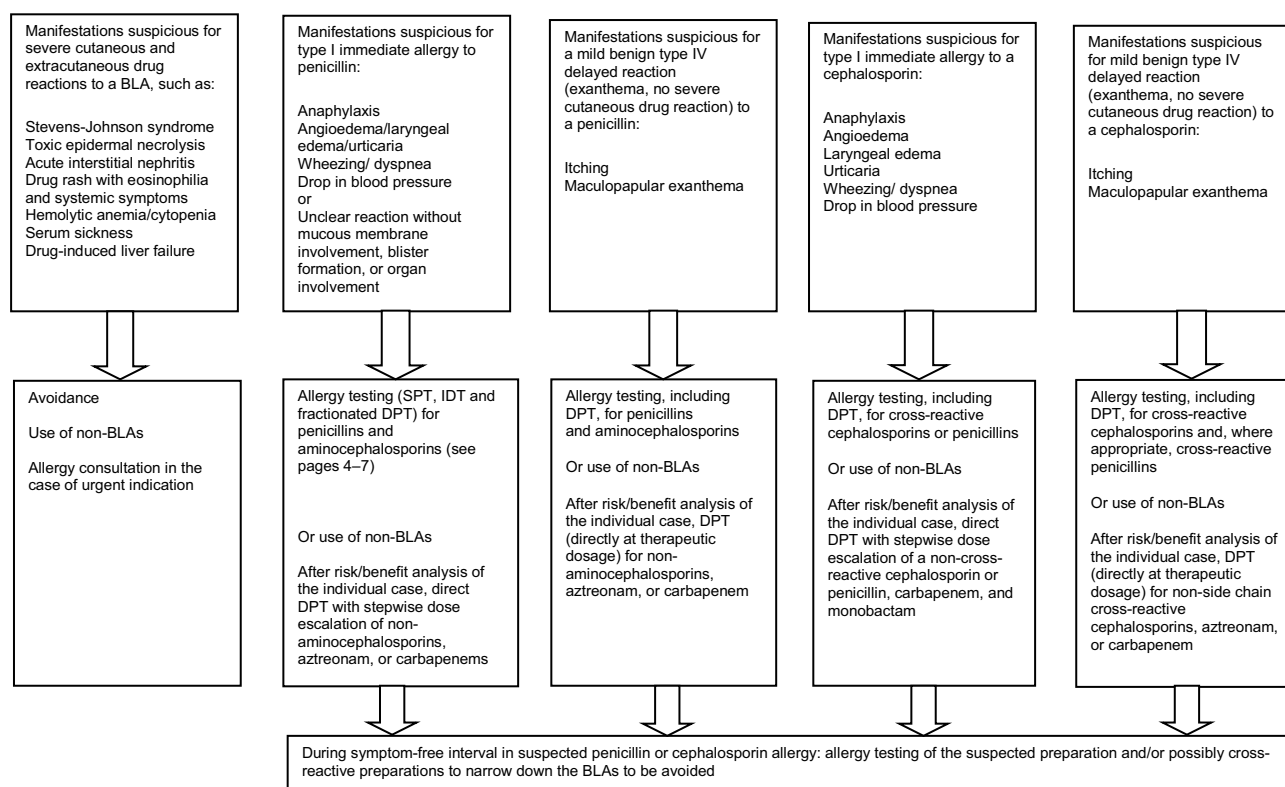 Manifestations suspicious for
severe cutaneous and
extracutaneous drug
reactions to a BLA, such as:
Stevens-Johnson syndrome
Toxic epidermal necrolysis
Acute interstitial nephritis
Drug rash with eosinophilia
and systemic symptoms
Hemolytic anemia/cytopenia
Serum sickness
Drug-induced liver failure
Manifestations suspicious for
type I immediate allergy to
penicillin:
Anaphylaxis
Angioedema/laryngeal
edema/urticaria
Wheezing/ dyspnea
Drop in blood pressure
or
Unclear reaction without
mucous membrane
involvement, blister
formation, or organ
involvement
Manifestations suspicious for
a mild benign type IV
delayed reaction
(exanthema, no severe
cutaneous drug reaction) to
a penicillin:
Itching
Maculopapular exanthema
Manifestations suspicious for
type I immediate allergy to a
cephalosporin:
Anaphylaxis
Angioedema
Laryngeal edema
Urticaria
Wheezing/ dyspnea
Drop in blood pressure
Manifestations suspicious
for mild benign type IV
delayed reaction
(exanthema, no severe
cutaneous drug reaction) to
a cephalosporin:
Itching
Maculopapular exanthema
Avoidance
Use of non-BLAs
Allergy consultation in the
case of urgent indication
Allergy testing (SPT, IDT and
fractionated DPT) for
penicillins and
aminocephalosporins (see
pages 4–7)
Or use of non-BLAs
After risk/benefit analysis of
the individual case, direct
DPT with stepwise dose
escalation of non-
aminocephalosporins,
aztreonam, or carbapenems
Allergy testing, including
DPT, for penicillins
and aminocephalosporins
Or use of non-BLAs
After risk/benefit analysis of
the individual case, DPT
(directly at therapeutic
dosage) for non-
aminocephalosporins,
aztreonam, or carbapenem
Allergy testing, including
DPT, for cross-reactive
cephalosporins or penicillins
Or use of non-BLAs
After risk/benefit analysis of
the individual case, direct
DPT with stepwise dose
escalation of a non-cross-
reactive cephalosporin or
penicillin, carbapenem, and
monobactam
Allergy testing, including
DPT, for cross-reactive
cephalosporins and, where
appropriate, cross-reactive
penicillins
Or use of non-BLAs
After risk/benefit analysis of
the individual case, DPT
(directly at therapeutic
dosage) for non-side chain
cross-reactive
cephalosporins, aztreonam,
or carbapenem
During symptom-free interval in suspected penicillin or cephalosporin allergy: allergy testing of the suspected preparation and/or possibly cross-
reactive preparations to narrow down the BLAs to be avoided